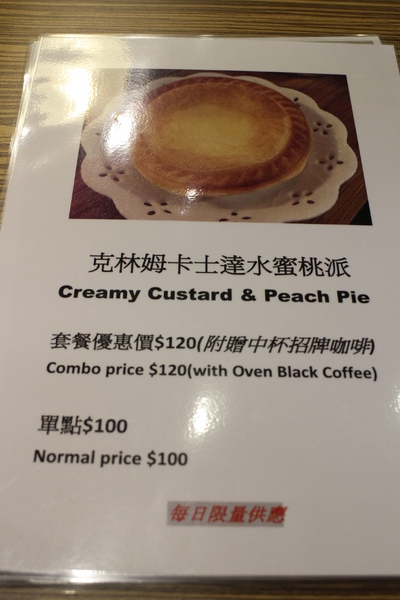 克林姆卡士達水蜜桃派
Creamy Custard & Peach Pie
套餐優惠價$120(附贈中杯招牌咖啡)
Combo price $120(with Oven Black Coffee)
單點$100
Normal price $100
每日限量供應